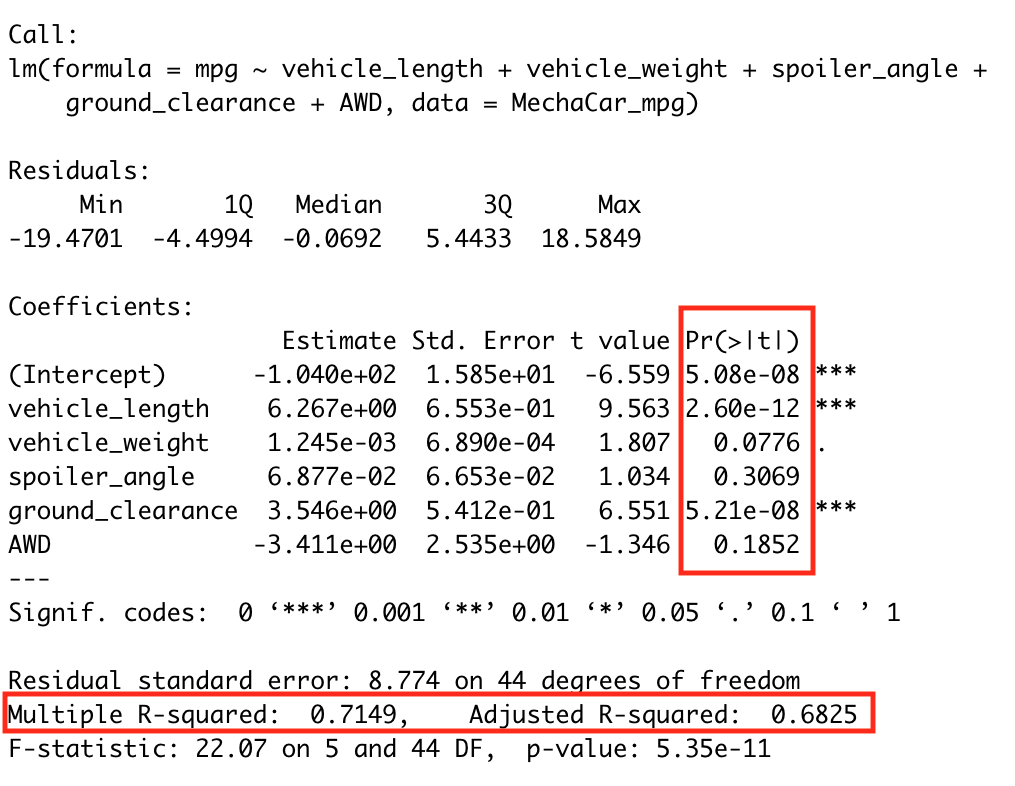 Call:
lm(formula = mpg ~ vehicle_length + vehicle_weight + spoiler_angle +
    ground_clearance + AWD, data = MechaCar_mpg)

Residuals:
     Min       1Q   Median       3Q      Max
-19.4701  -4.4994  -0.0692   5.4433  18.5849

Coefficients:
                   Estimate Std. Error t value Pr(>|t|)
(Intercept)      -1.040e+02  1.585e+01  -6.559 5.08e-08 ***
vehicle_length    6.267e+00  6.553e-01   9.563 2.60e-12 ***
vehicle_weight    1.245e-03  6.890e-04   1.807   0.0776 .
spoiler_angle     6.877e-02  6.653e-02   1.034   0.3069
ground_clearance  3.546e+00  5.412e-01   6.551 5.21e-08 ***
AWD              -3.411e+00  2.535e+00  -1.346   0.1852
---
Signif. codes:  0 ‘***’ 0.001 ‘**’ 0.01 ‘*’ 0.05 ‘.’ 0.1 ‘ ’ 1

Residual standard error: 8.774 on 44 degrees of freedom
Multiple R-squared:  0.7149,    Adjusted R-squared:  0.6825
F-statistic: 22.07 on 5 and 44 DF,  p-value: 5.35e-11